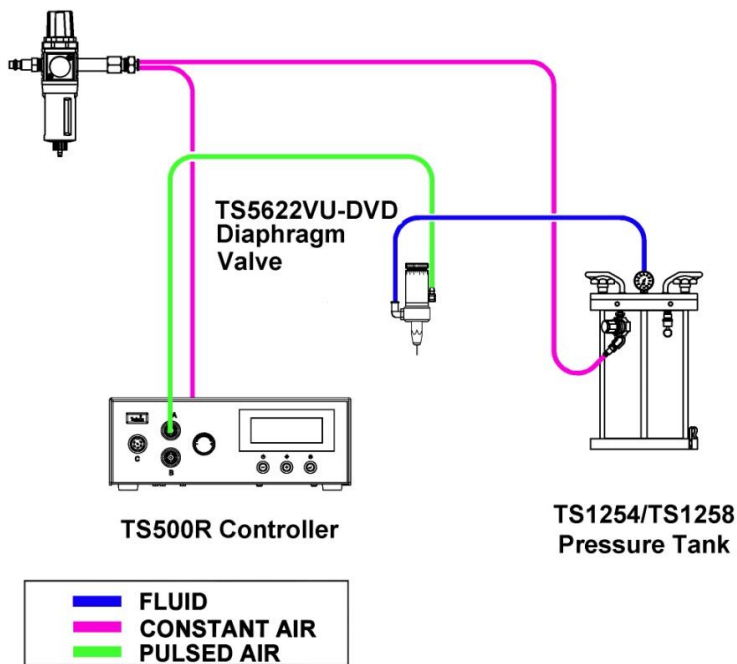 TS5622VU-DVD
Diaphragm
Valve
A
C
B
TS500R Controller
TS1254/TS1258
Pressure Tank
FLUID
CONSTANT AIR
PULSED AIR